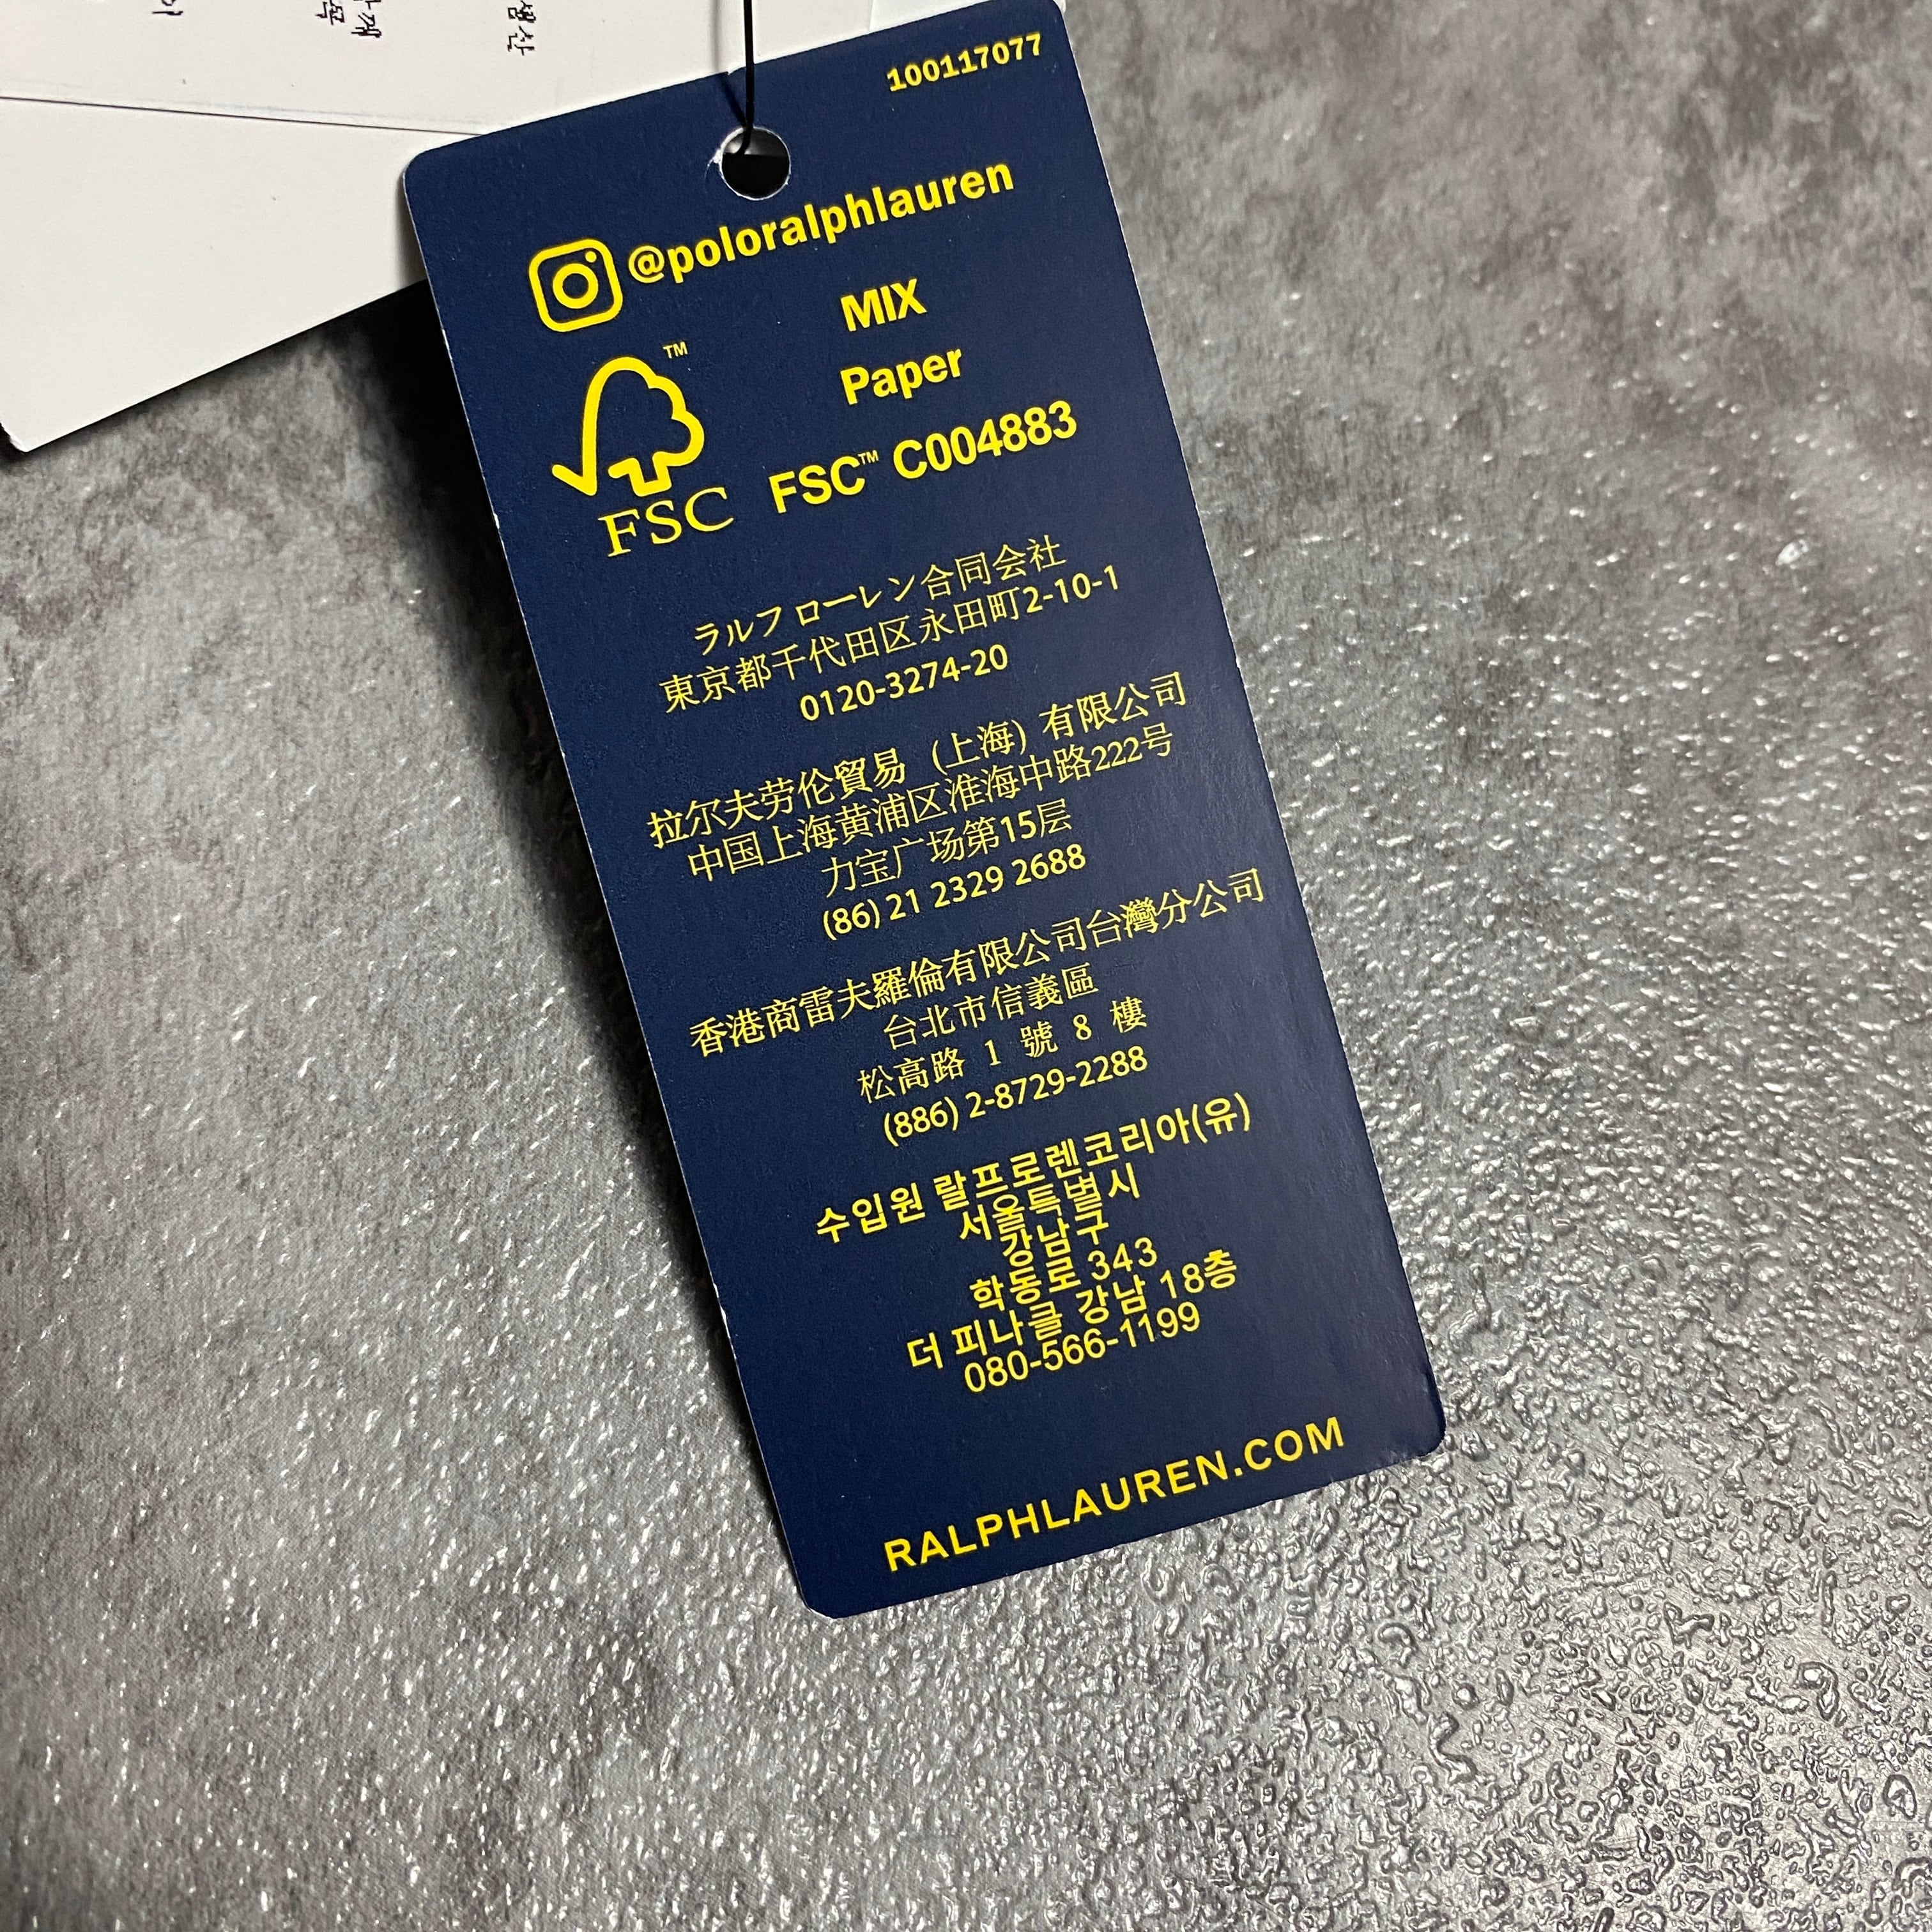 100117077
@poloralphlauren
MIX
Paper
FSC™ C004883
™
FSC
ラルフ ローレン合同会社
東京都千代田区永田町2-10-1
0120-3274-20
拉尔夫劳伦貿易 (上海) 有限公司
中国上海黄浦区淮海中路222号
力宝广场第15层
(86) 21 2329 2688
香港商雷夫羅倫有限公司台灣分公司
台北市信義區
松高路 1 號 8 樓
(886) 2-8729-2288
수입원 랄프로렌코리아(유)
서울특별시
강남구
학동로 343
더 피나클 강남 18층
080-566-1199
RALPHLAUREN.COM